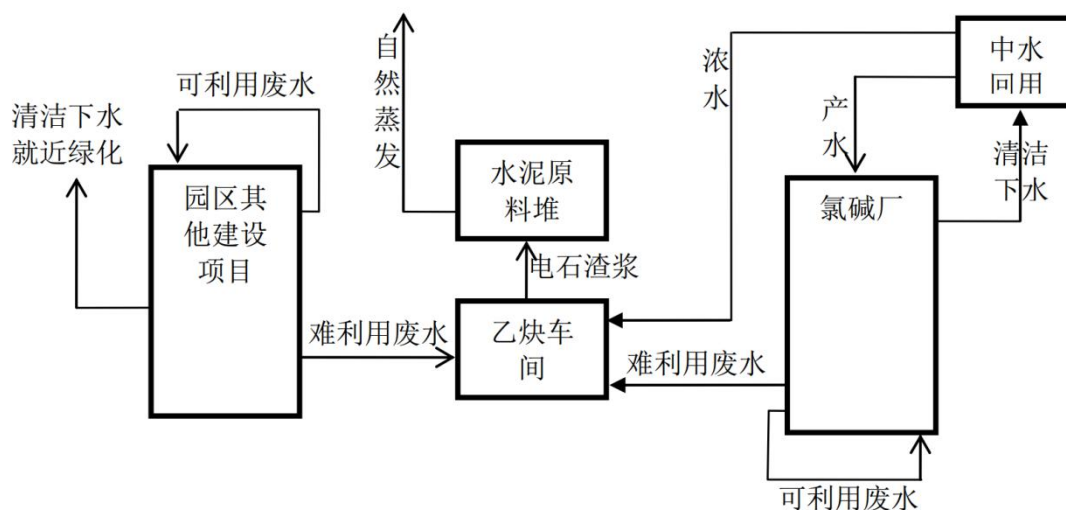 可利用废水
清洁下水
就近绿化
园区其
他建设
项目
难利用废水
自然蒸发
水泥原
料堆
电石渣浆
乙炔车
间
浓水
产水
中水
回用
清洁
下水
氯碱厂
难利用废水
可利用废水